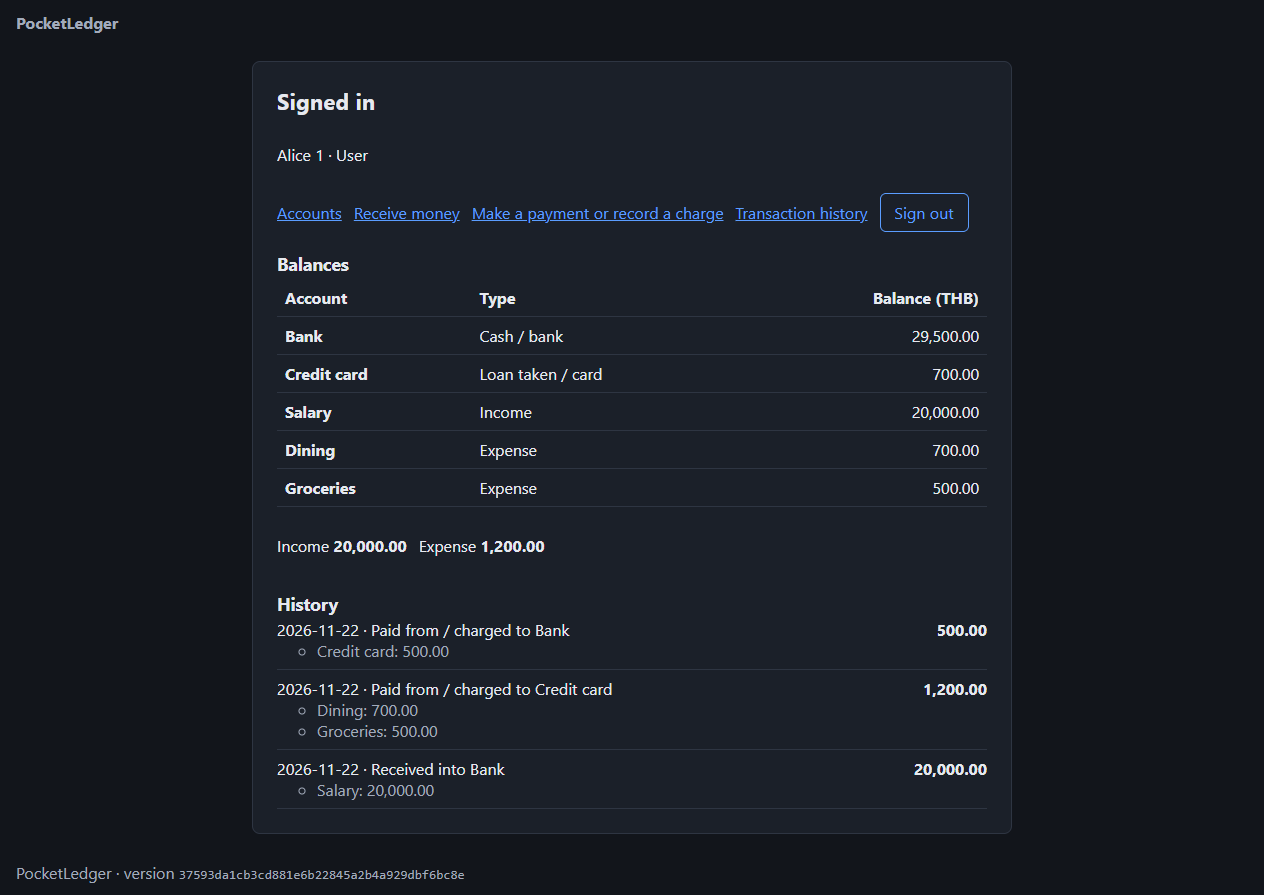 PocketLedger
Signed in
Alice 1 · User
Accounts Receive money Make a payment or record a charge Transaction history Sign out
Balances
Account Type Balance (THB)
Bank Cash / bank 29,500.00
Credit card Loan taken / card 700.00
Salary Income 20,000.00
Dining Expense 700.00
Groceries Expense 500.00
Income 20,000.00 Expense 1,200.00
History
2026-11-22 · Paid from / charged to Bank 500.00
Credit card: 500.00
2026-11-22 · Paid from / charged to Credit card 1,200.00
Dining: 700.00
Groceries: 500.00
2026-11-22 · Received into Bank 20,000.00
Salary: 20,000.00
PocketLedger · version 37593da1cb3cd881e6b22845a2b4a929dbf6bc8e